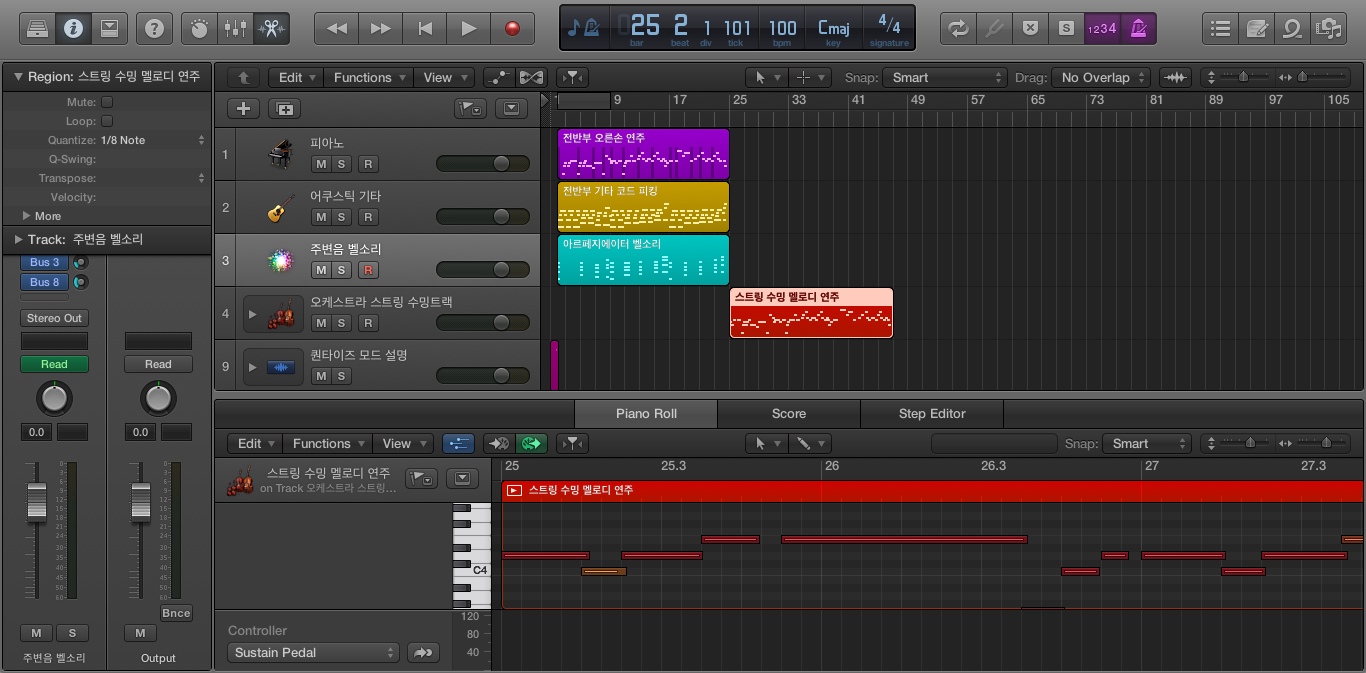 25 2 1 101 100 Cmaj 4/4
bar beat div tick bpm key signature
1234
Region: 스트링 수밍 멜로디 연주
Mute:
Loop:
Quantize: 1/8 Note
Q-Swing:
Transpose:
Velocity:
More
Track: 주변음 벨소리
Bus 3
Bus 8
Stereo Out
Read Read
0.0 0.0
Bnce
M S M
주변음 벨소리 Output
Edit Functions View Snap: Smart Drag: No Overlap
9 17 25 33 41 49 57 65 73 81 89 97 105
1 피아노
M S R
전반부 오른손 연주
2 어쿠스틱 기타
M S R
전반부 기타 코드 피킹
3 주변음 벨소리
M S R
아르페지에이터 벨소리
4 오케스트라 스트링 수밍트랙
M S R
스트링 수밍 멜로디 연주
9 퀀타이즈 모드 설명
M S
Piano Roll Score Step Editor
Edit Functions View Snap: Smart
25 25.3 26 26.3 27 27.3
스트링 수밍 멜로디 연주
on Track 오케스트라 스트링...
스트링 수밍 멜로디 연주
C4
120
80
40
Controller
Sustain Pedal